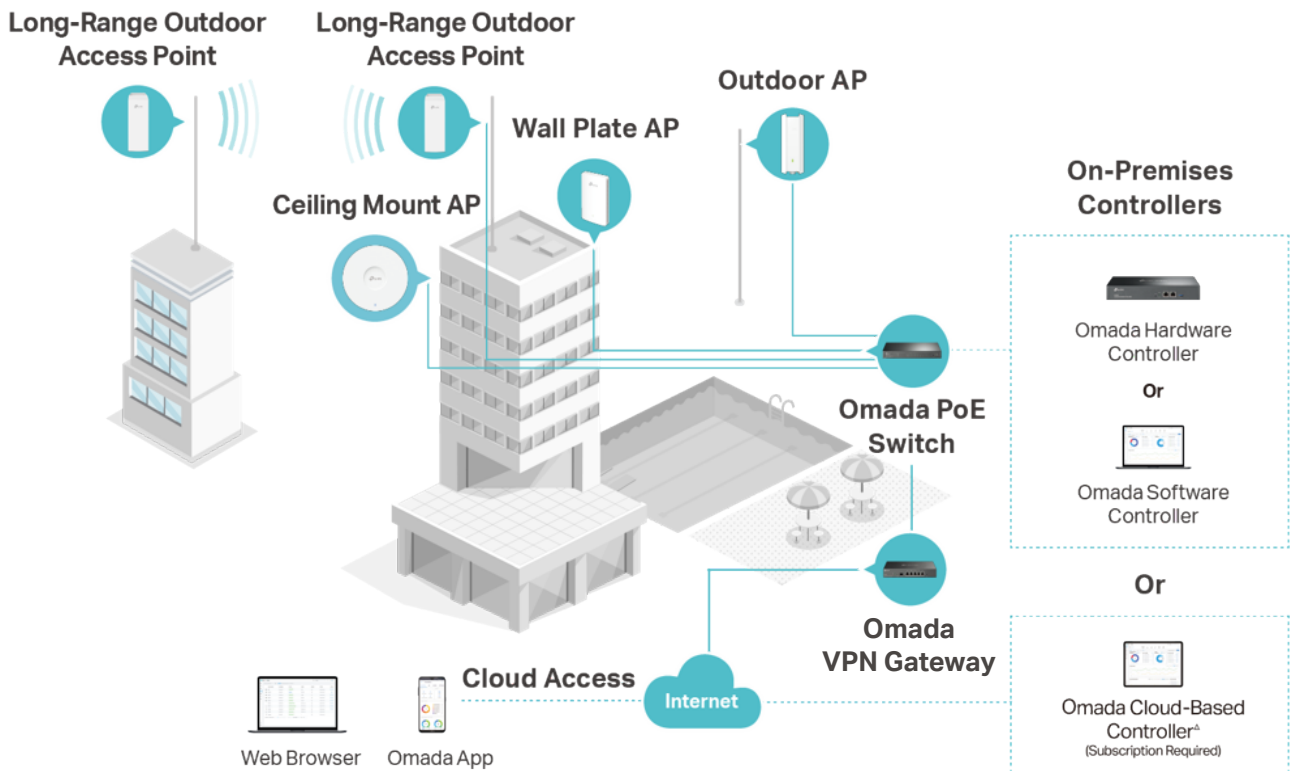 Long-Range Outdoor
Access Point
Long-Range Outdoor
Access Point
Outdoor AP
Wall Plate AP
Ceiling Mount AP
On-Premises
Controllers
Omada Hardware
Controller
Or
Omada Software
Controller
Omada PoE
Switch
Or
Omada
VPN Gateway
Cloud Access
Internet
Web Browser
Omada App
Omada Cloud-Based
Controller△
(Subscription Required)